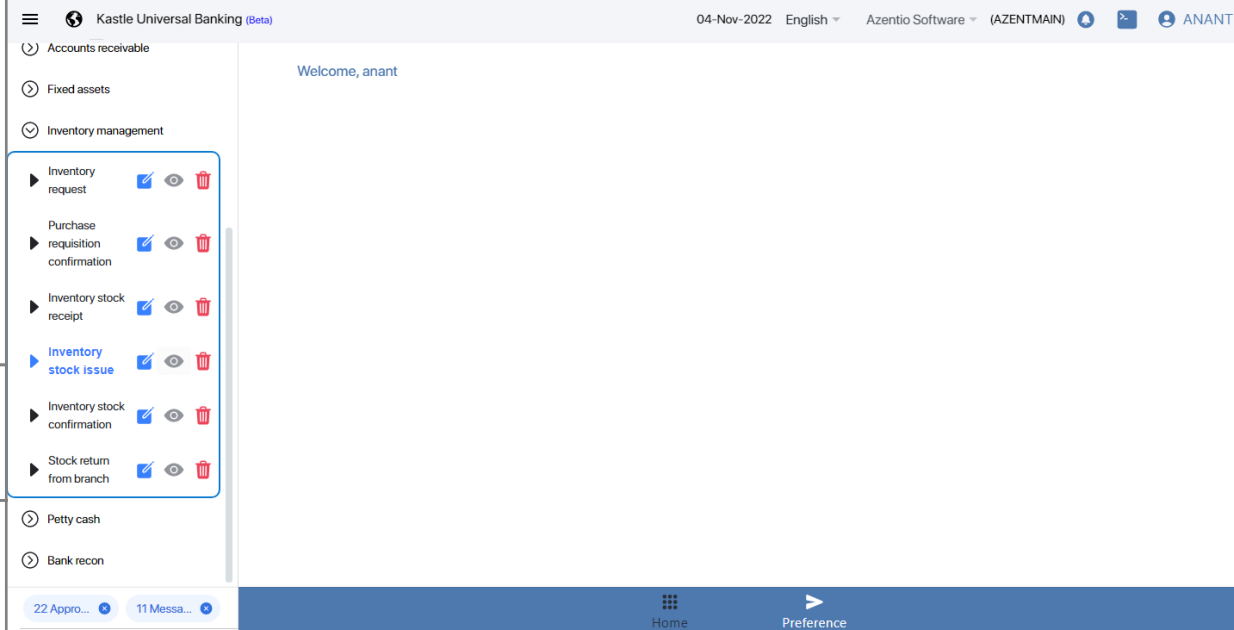 Kastle Universal Banking (Beta)
04-Nov-2022 English Azentio Software (AZENTMAIN) ANANT
Accounts receivable
Welcome, anant
Fixed assets
Inventory management
Inventory
request
Purchase
requisition
confirmation
Inventory stock
receipt
Inventory
stock issue
Inventory stock
confirmation
Stock return
from branch
Petty cash
Bank recon
22 Appro... 11 Messa...
Home Preference